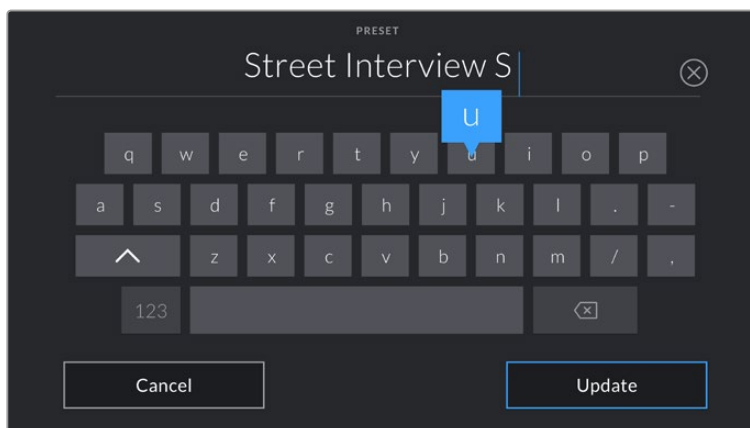 PRESET
Street Interview S
u
q w e r t y u i o p
a s d f g h j k l . -
z x c v b n m / ,
123
Cancel Update